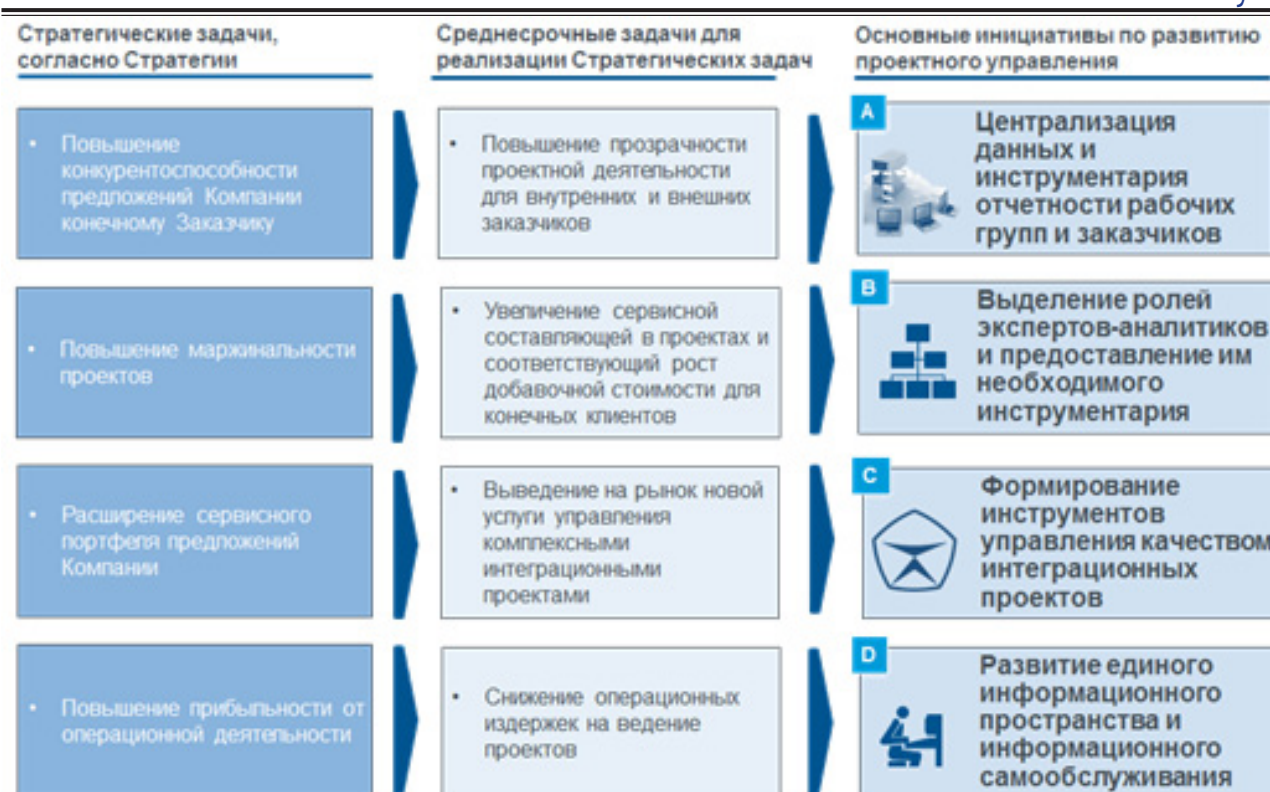 Стратегические задачи,
согласно Стратегии
Среднесрочные задачи для
реализации Стратегических задач
Основные инициативы по развитию
проектного управления
• Повышение
конкурентоспособности
предложений Компании
конечному Заказчику
• Повышение прозрачности
проектной деятельности
для внутренних и внешних
заказчиков
A
Централизация
данных и
инструментария
отчетности рабочих
групп и заказчиков
• Повышение маржинальности
проектов
• Увеличение сервисной
составляющей в проектах и
соответствующий рост
добавочной стоимости для
конечных клиентов
B
Выделение ролей
экспертов-аналитиков
и предоставление им
необходимого
инструментария
• Расширение сервисного
портфеля предложений
Компании
• Выведение на рынок новой
услуги управления
комплексными
интеграционными
проектами
C
Формирование
инструментов
управления качеством
интеграционных
проектов
• Повышение прибыльности от
операционной деятельности
• Снижение операционных
издержек на ведение
проектов
D
Развитие единого
информационного
пространства и
информационного
самообслуживания